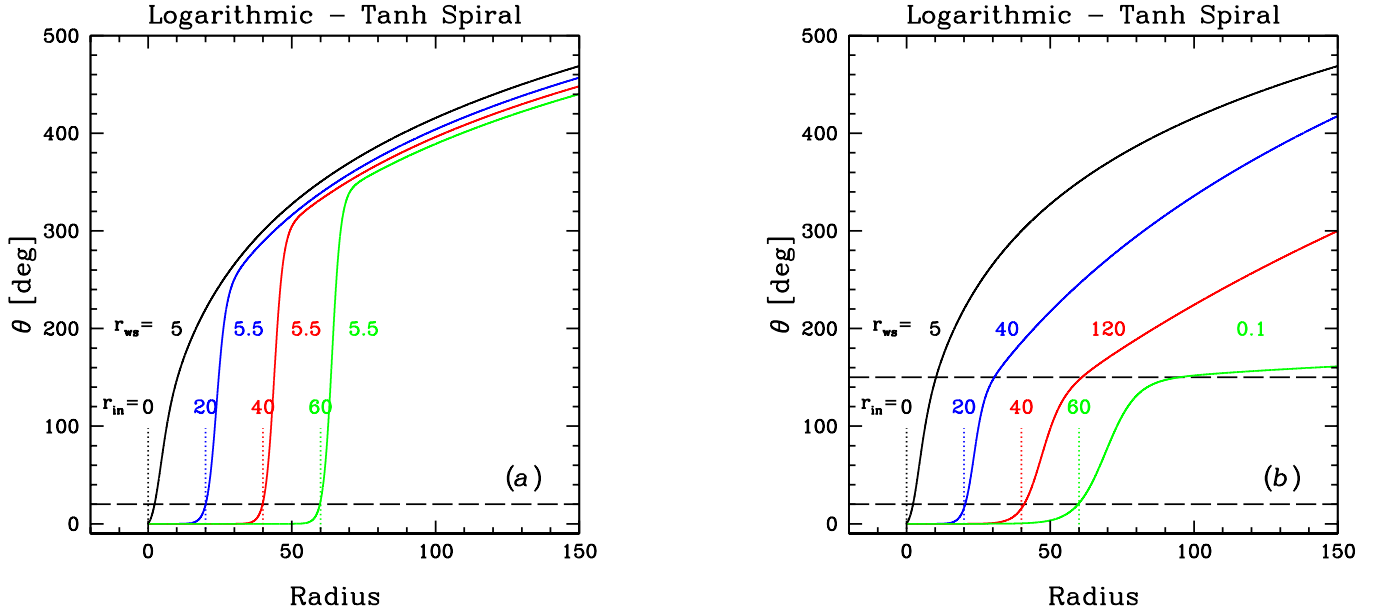 Logarithmic – Tanh Spiral
500
400
300
200
100
0
θ [deg]
r_ws= 5 5.5 5.5 5.5
r_in= 0 20 40 60
(a)
0 50 100 150
Radius
Logarithmic – Tanh Spiral
500
400
300
200
100
0
θ [deg]
r_ws= 5 40 120 0.1
r_in= 0 20 40 60
(b)
0 50 100 150
Radius